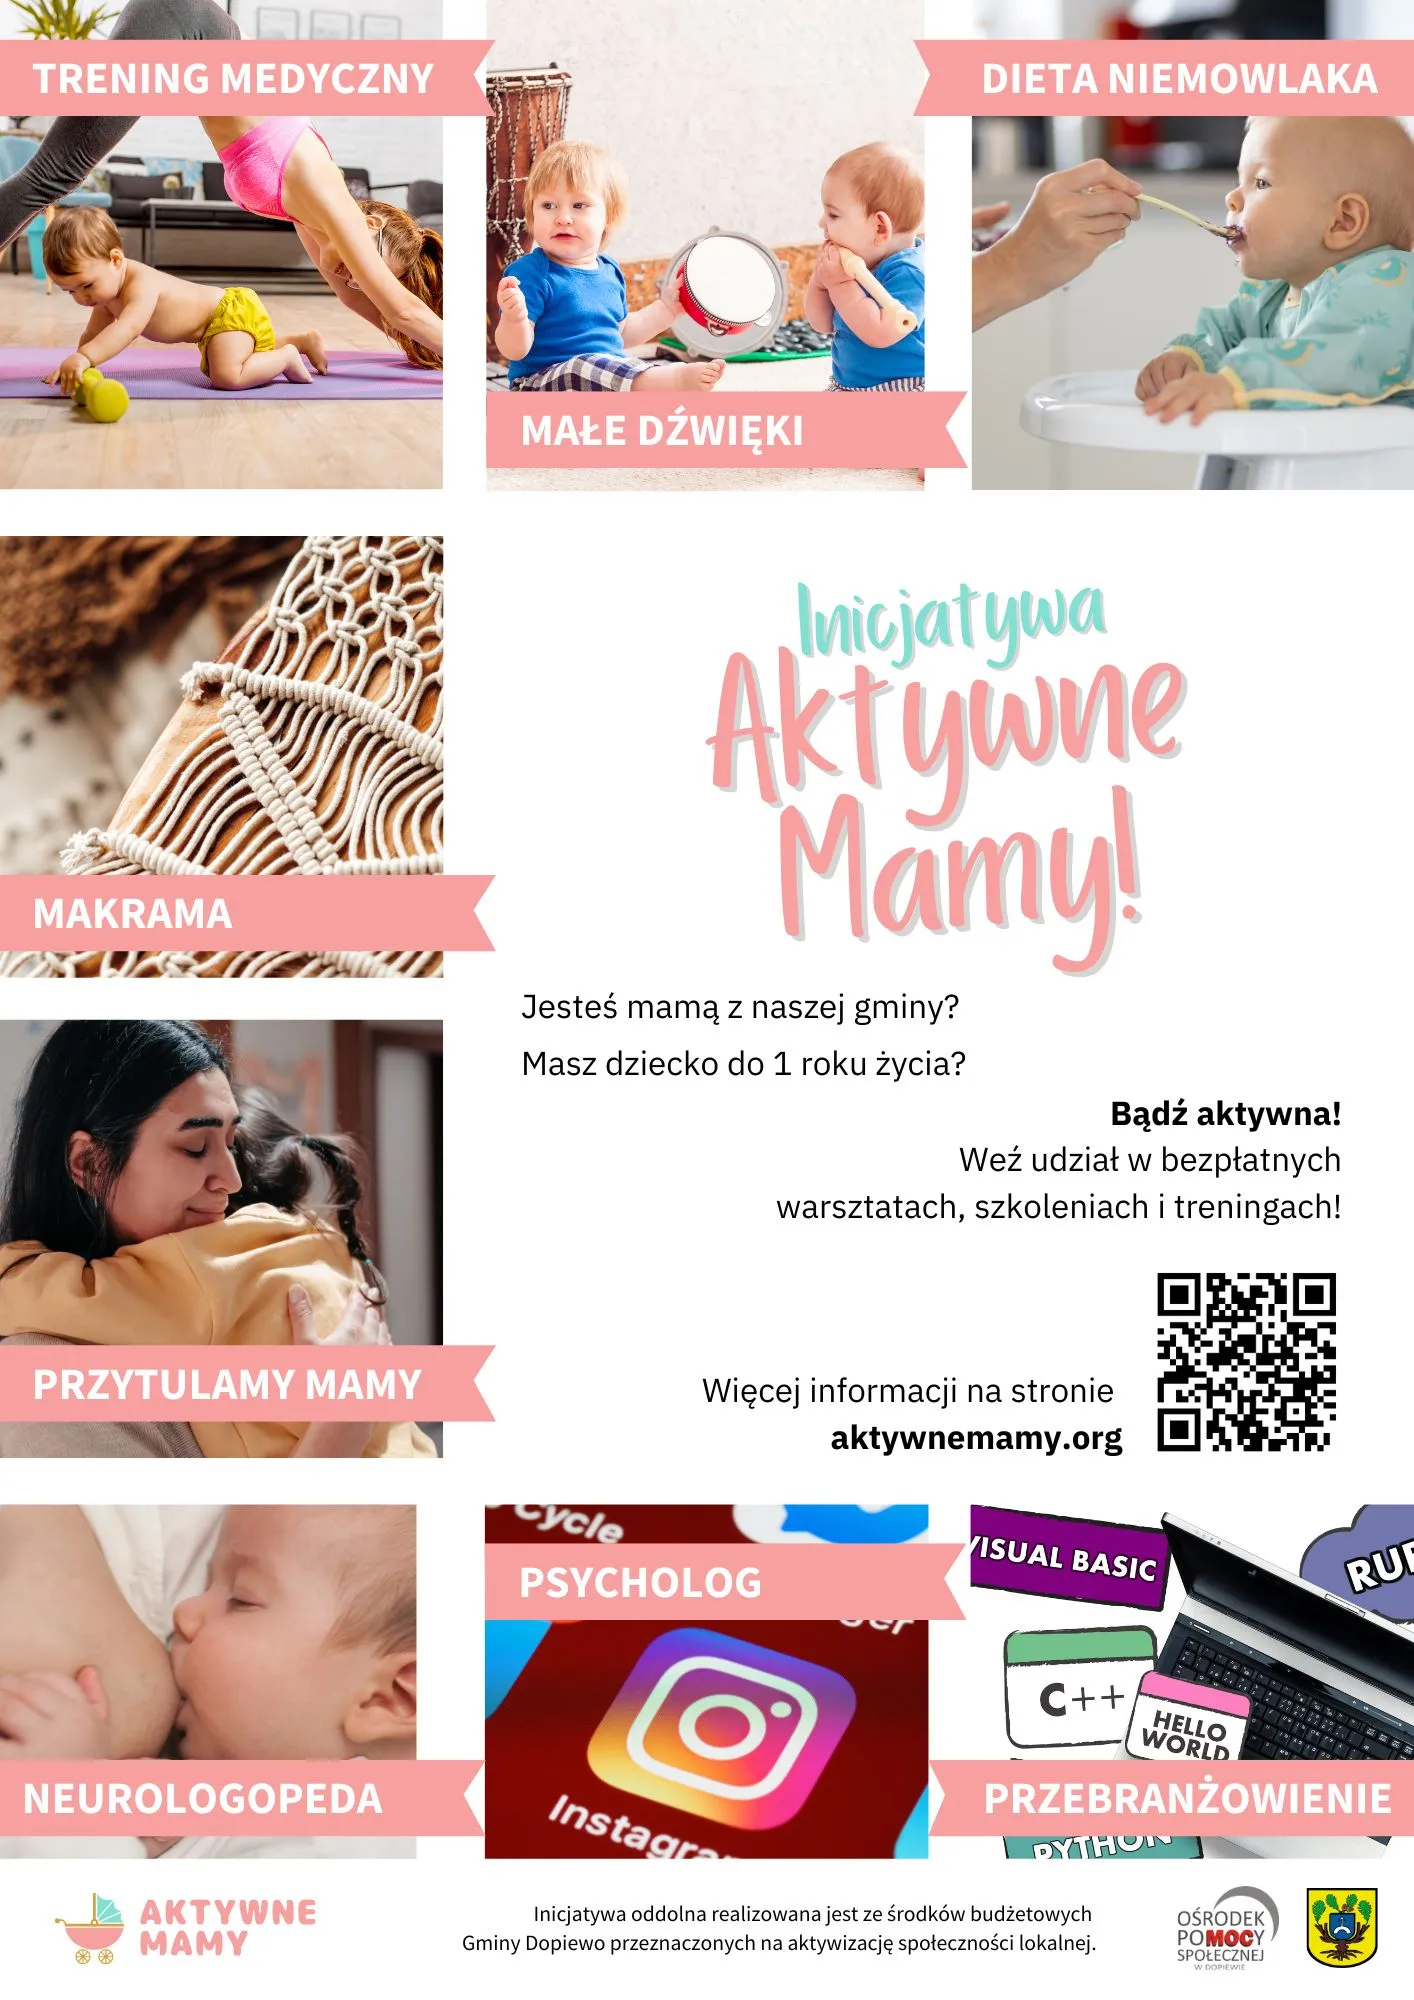 TRENING MEDYCZNY
DIETA NIEMOWLAKA
MAŁE DŹWIĘKI
Inicjatywa
Aktywne
Mamy!
MAKRAMA
Jesteś mamą z naszej gminy?
Masz dziecko do 1 roku życia?
Bądź aktywna!
Weź udział w bezpłatnych
warsztatach, szkoleniach i treningach!
PRZYTULAMY MAMY
Więcej informacji na stronie
aktywnemamy.org
Cycle
PSYCHOLOG
Instagra
VISUAL BASIC
RU
C++
HELLO
WORLD
NEUROLOGOPEDA
PRZEBRANŻOWIENIE
PYTHON
AKTYWNE
MAMY
Inicjatywa oddolna realizowana jest ze środków budżetowych
Gminy Dopiewo przeznaczonych na aktywizację społeczności lokalnej.
OŚRODEK
POMOCY
SPOŁECZNEJ
W DOPIEWIE